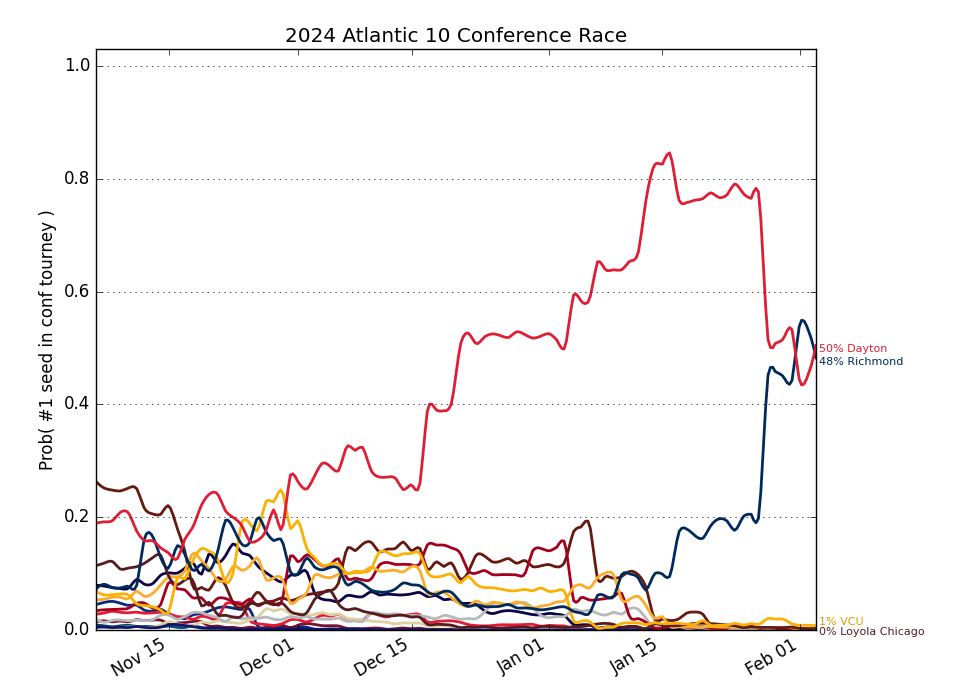 2024 Atlantic 10 Conference Race
Prob( #1 seed in conf tourney )
1.0
0.8
0.6
0.4
0.2
0.0
50% Dayton
48% Richmond
1% VCU
0% Loyola Chicago
Nov 15
Dec 01
Dec 15
Jan 01
Jan 15
Feb 01